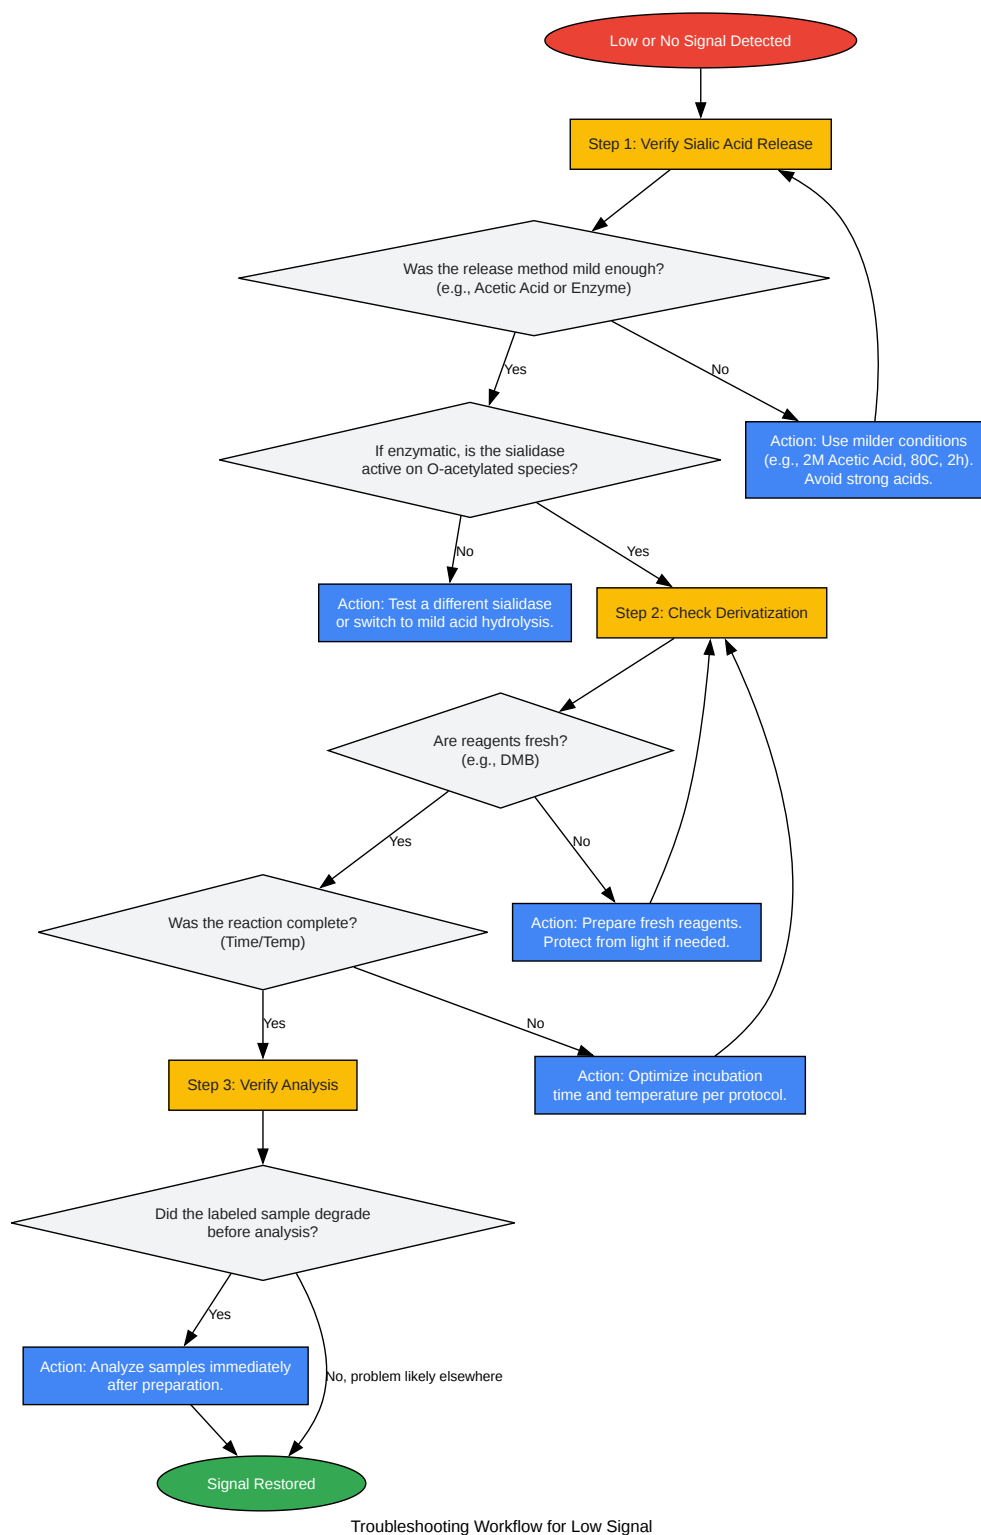 Low or No Signal Detected
Step 1: Verify Sialic Acid Release
Was the release method mild enough?
(e.g., Acetic Acid or Enzyme)
Yes
No
If enzymatic, is the sialidase
active on O-acetylated species?
Action: Use milder conditions
(e.g., 2M Acetic Acid, 80C, 2h).
Avoid strong acids.
No
Yes
Action: Test a different sialidase
or switch to mild acid hydrolysis.
Step 2: Check Derivatization
Are reagents fresh?
(e.g., DMB)
Yes
No
Was the reaction complete?
(Time/Temp)
Action: Prepare fresh reagents.
Protect from light if needed.
Yes
No
Step 3: Verify Analysis
Action: Optimize incubation
time and temperature per protocol.
Did the labeled sample degrade
before analysis?
Yes
Action: Analyze samples immediately
after preparation.
No, problem likely elsewhere
Signal Restored
Troubleshooting Workflow for Low Signal